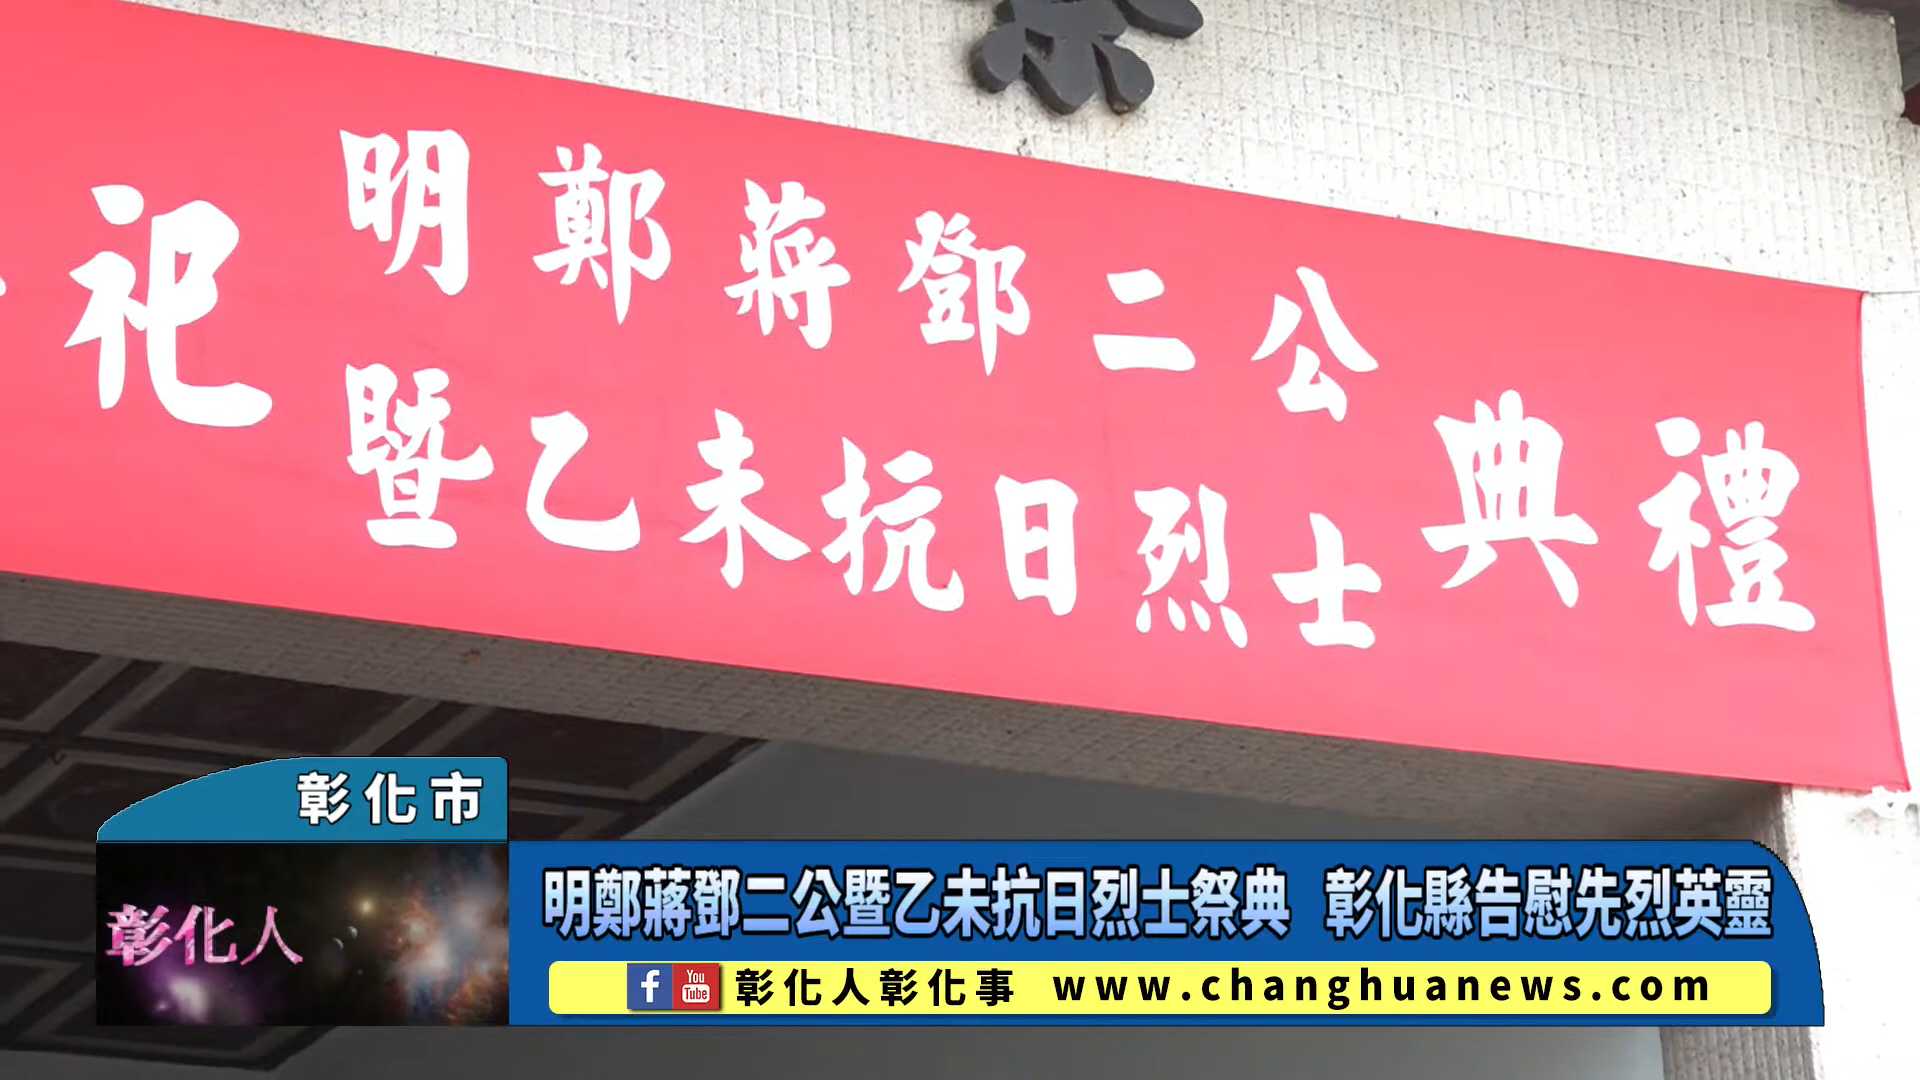 祀
明鄭蔣鄧二公
暨乙未抗日烈士
典禮
彰化市
彰化人
明鄭蔣鄧二公暨乙未抗日烈士祭典 彰化縣告慰先烈英靈
f You Tube 彰化人彰化事 www.changhuanews.com